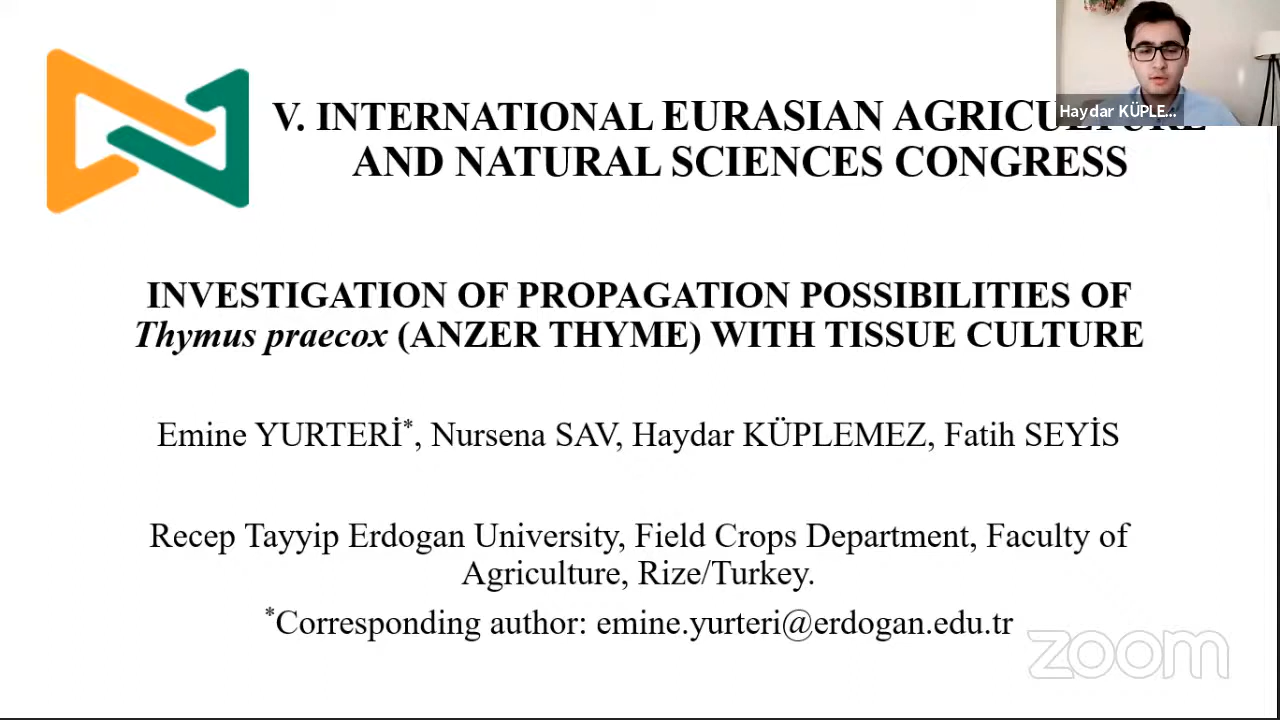 V. INTERNATIONAL EURASIAN AGRICULTURE
AND NATURAL SCIENCES CONGRESS
Haydar KÜPLE...
INVESTIGATION OF PROPAGATION POSSIBILITIES OF
Thymus praecox (ANZER THYME) WITH TISSUE CULTURE
Emine YURTERİ*, Nursena SAV, Haydar KÜPLEMEZ, Fatih SEYİS
Recep Tayyip Erdogan University, Field Crops Department, Faculty of
Agriculture, Rize/Turkey.
*Corresponding author: emine.yurteri@erdogan.edu.tr
zoom